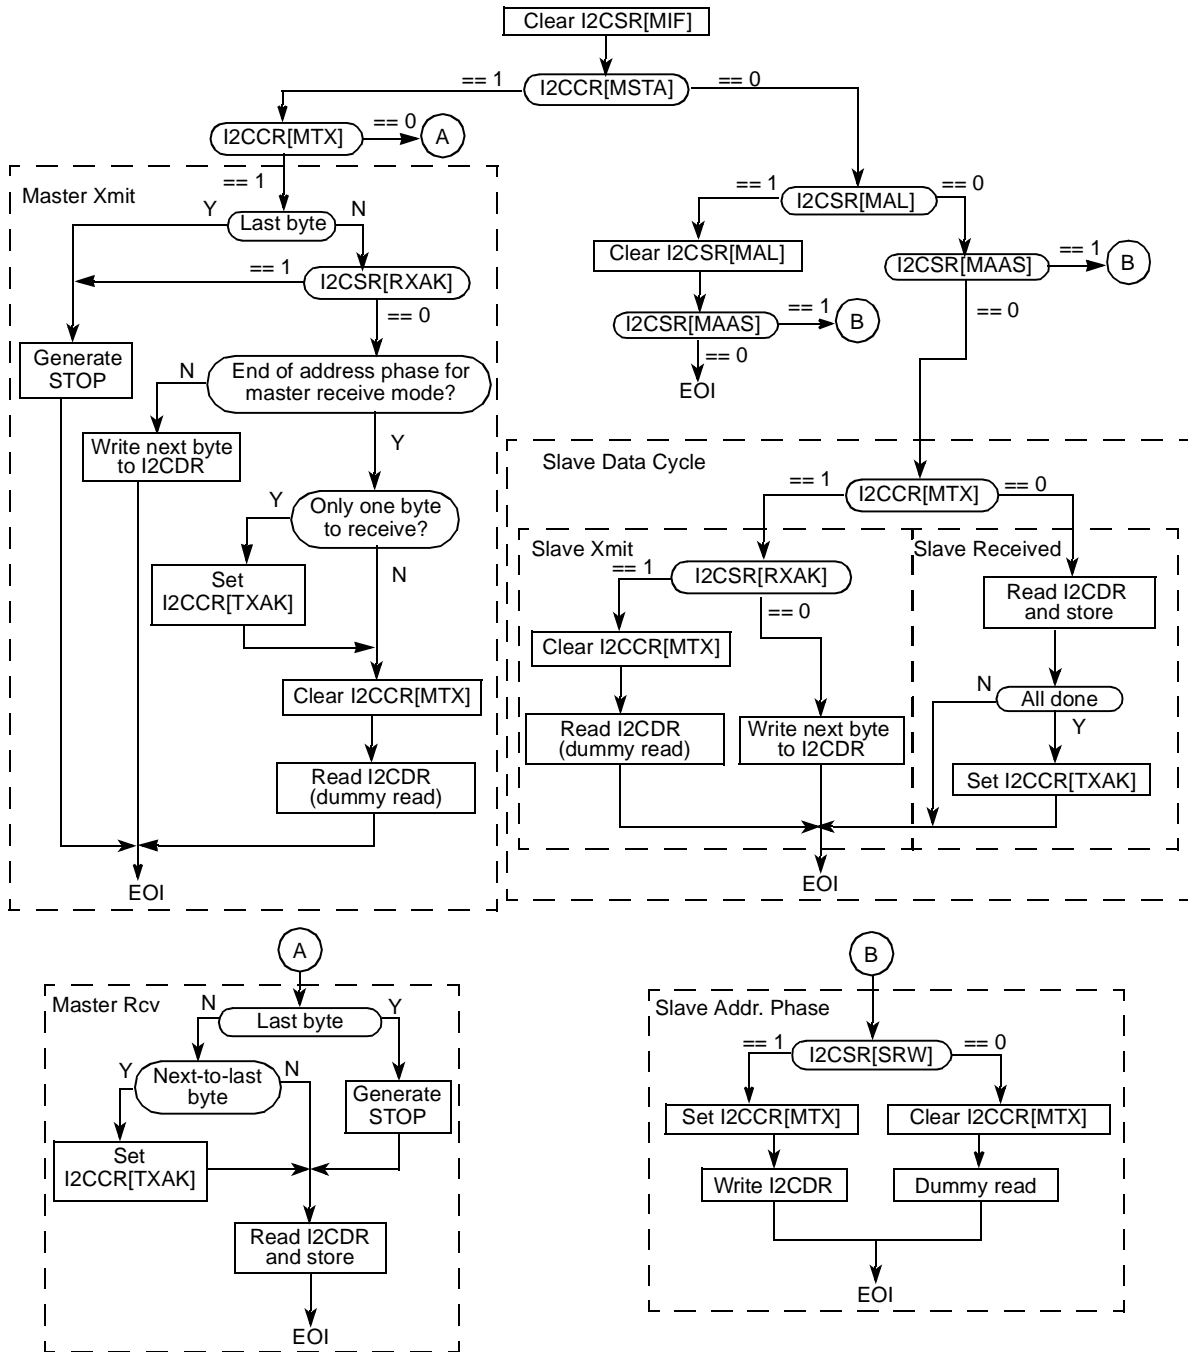 Clear I2CSR[MIF]
== 1
I2CCR[MSTA]
== 0
I2CCR[MTX]
== 0
A
== 1
Master Xmit
Y
Last byte
N
== 1
I2CSR[RXAK]
== 0
Generate
STOP
N
End of address phase for
master receive mode?
Write next byte
to I2CDR
Y
Y
Only one byte
to receive?
Set
I2CCR[TXAK]
N
Clear I2CCR[MTX]
Read I2CDR
(dummy read)
EOI
== 1
I2CSR[MAL]
== 0
Clear I2CSR[MAL]
I2CSR[MAAS]
== 1
B
I2CSR[MAAS]
== 1
B
== 0
== 0
EOI
Slave Data Cycle
== 1
I2CCR[MTX]
== 0
Slave Xmit
Slave Received
== 1
I2CSR[RXAK]
== 0
Read I2CDR
and store
Clear I2CCR[MTX]
N
All done
Y
Read I2CDR
(dummy read)
Write next byte
to I2CDR
Set I2CCR[TXAK]
EOI
A
Master Rcv
N
Last byte
Y
Y
Next-to-last
byte
N
Generate
STOP
Set
I2CCR[TXAK]
Read I2CDR
and store
EOI
B
Slave Addr. Phase
== 1
I2CSR[SRW]
== 0
Set I2CCR[MTX]
Clear I2CCR[MTX]
Write I2CDR
Dummy read
EOI